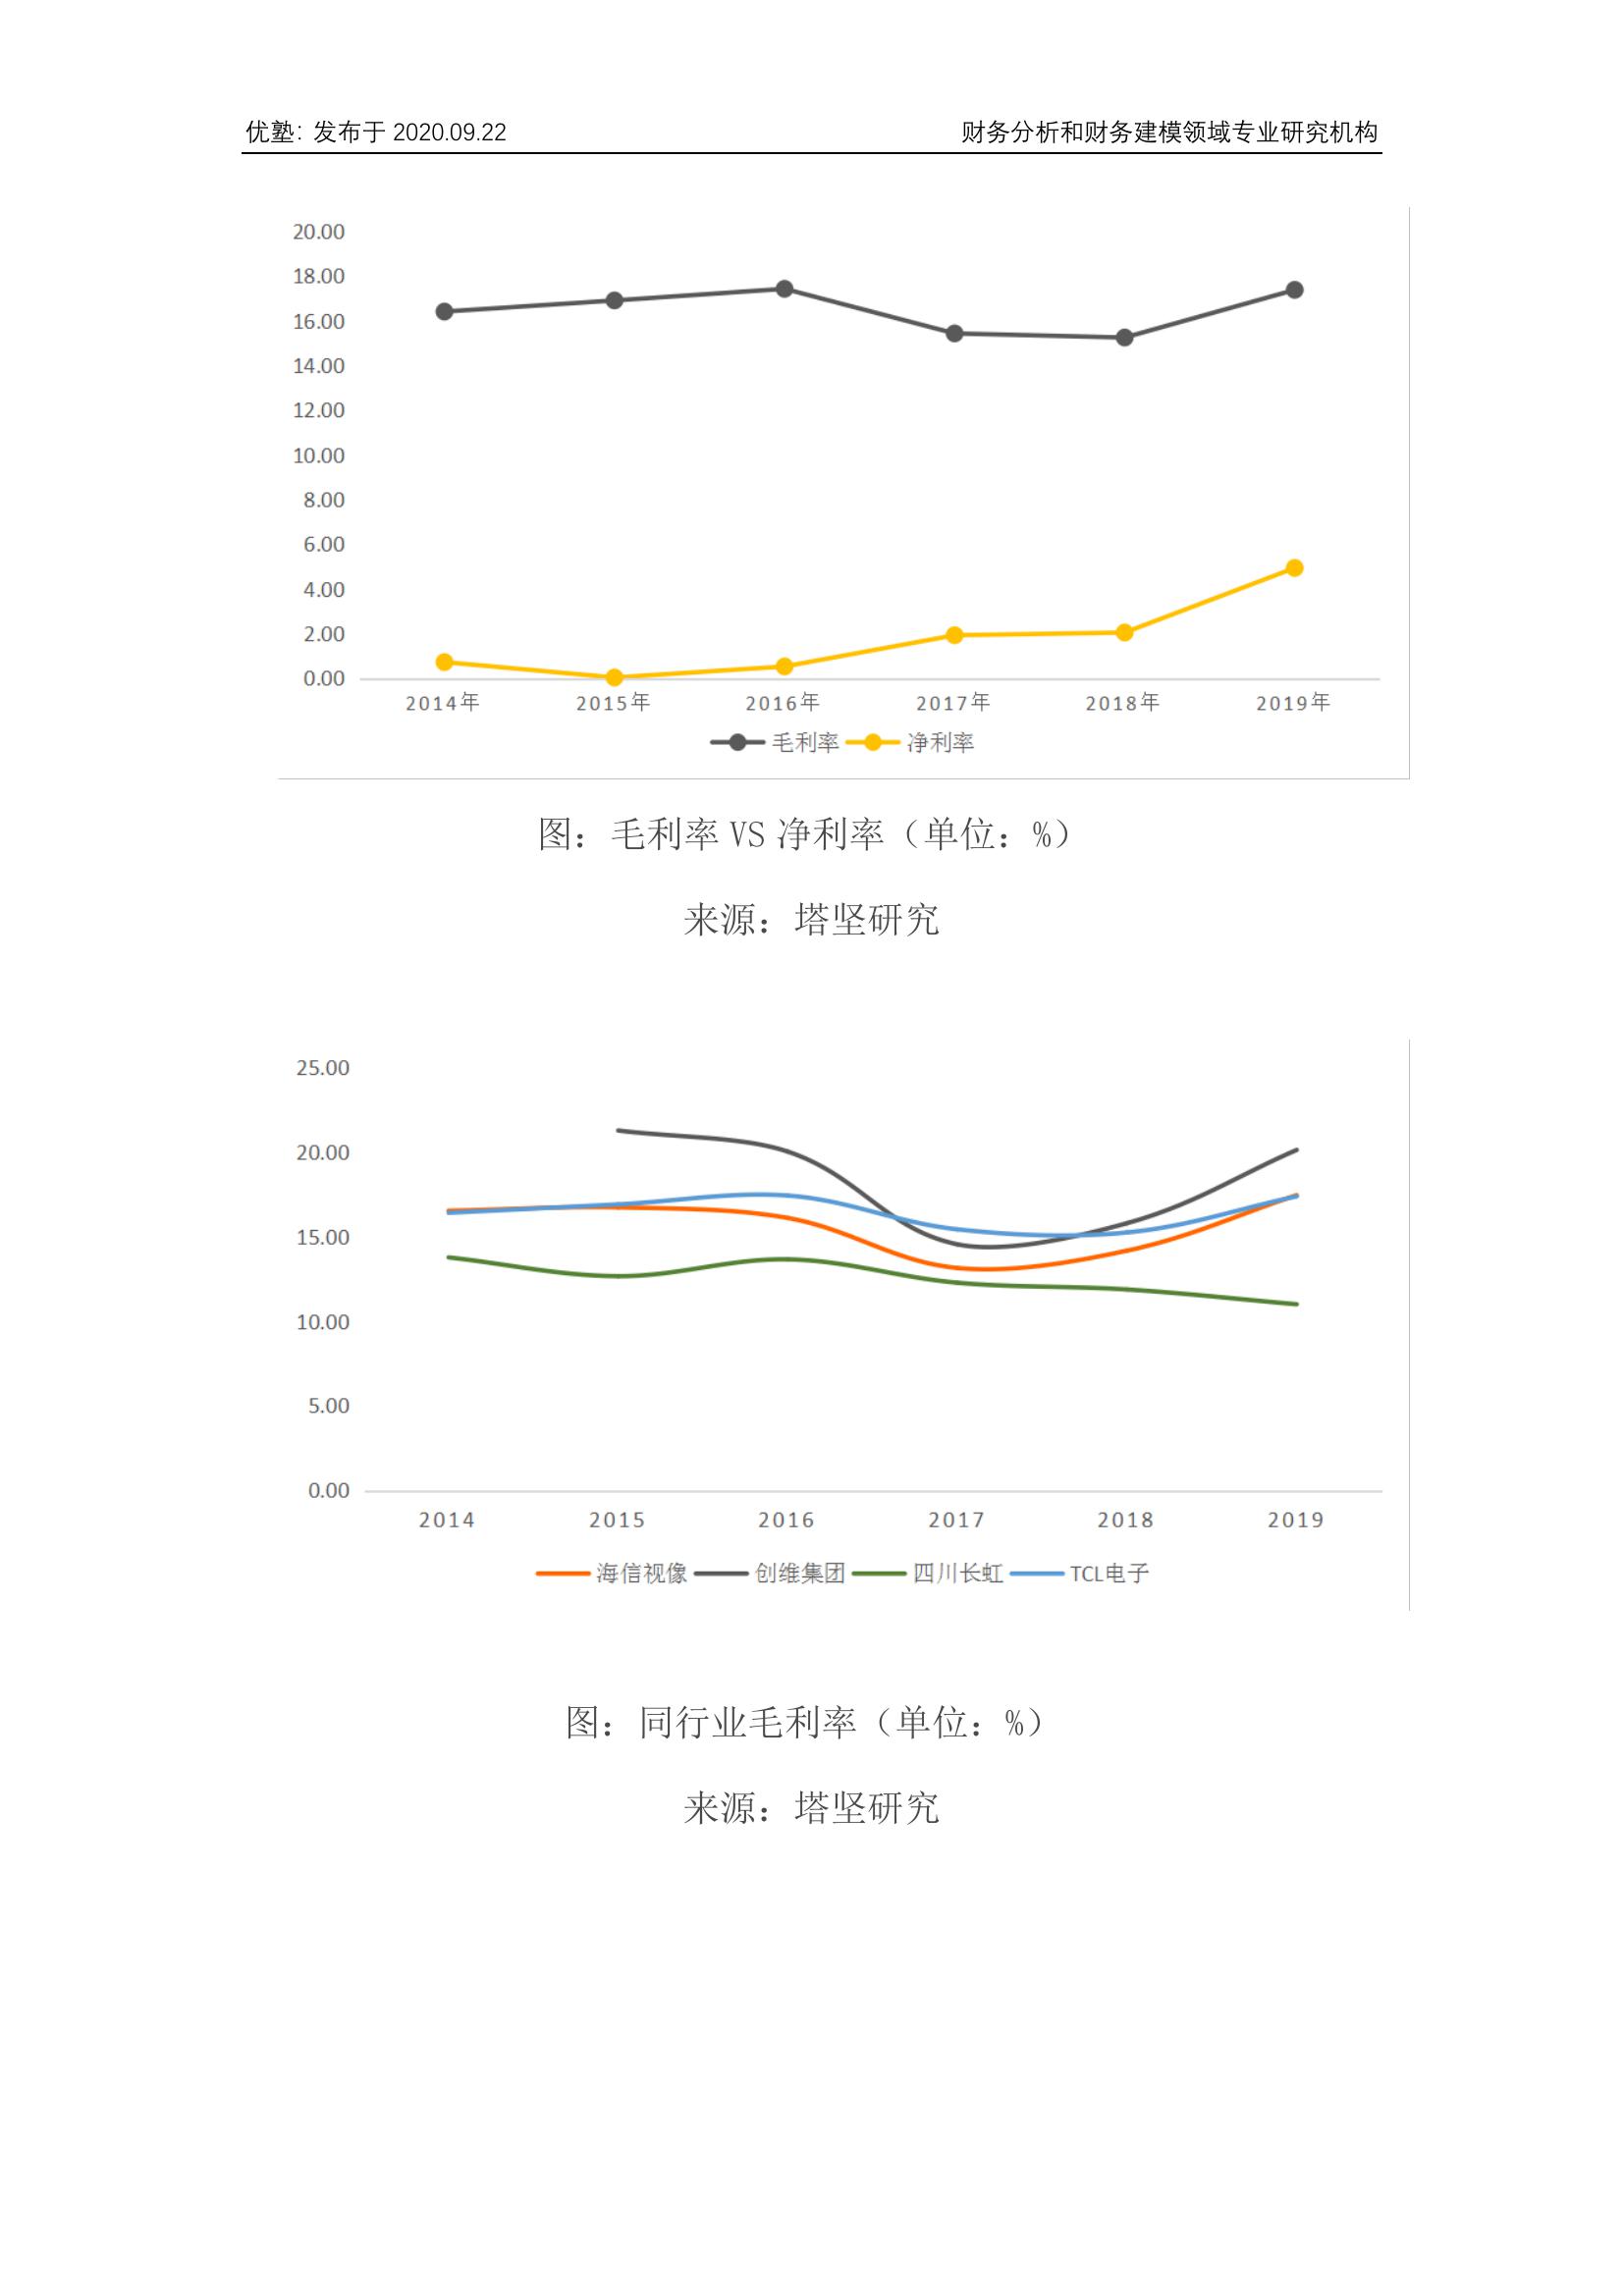 优塾：发布于 2020.09.22 财务分析和财务建模领域专业研究机构
20.00
18.00
16.00
14.00
12.00
10.00
8.00
6.00
4.00
2.00
0.00
2014年 2015年 2016年 2017年 2018年 2019年
毛利率 净利率
图：毛利率 VS 净利率（单位：%）
来源：塔坚研究
25.00
20.00
15.00
10.00
5.00
0.00
2014 2015 2016 2017 2018 2019
海信视像 创维集团 四川长虹 TCL电子
图：同行业毛利率（单位：%）
来源：塔坚研究